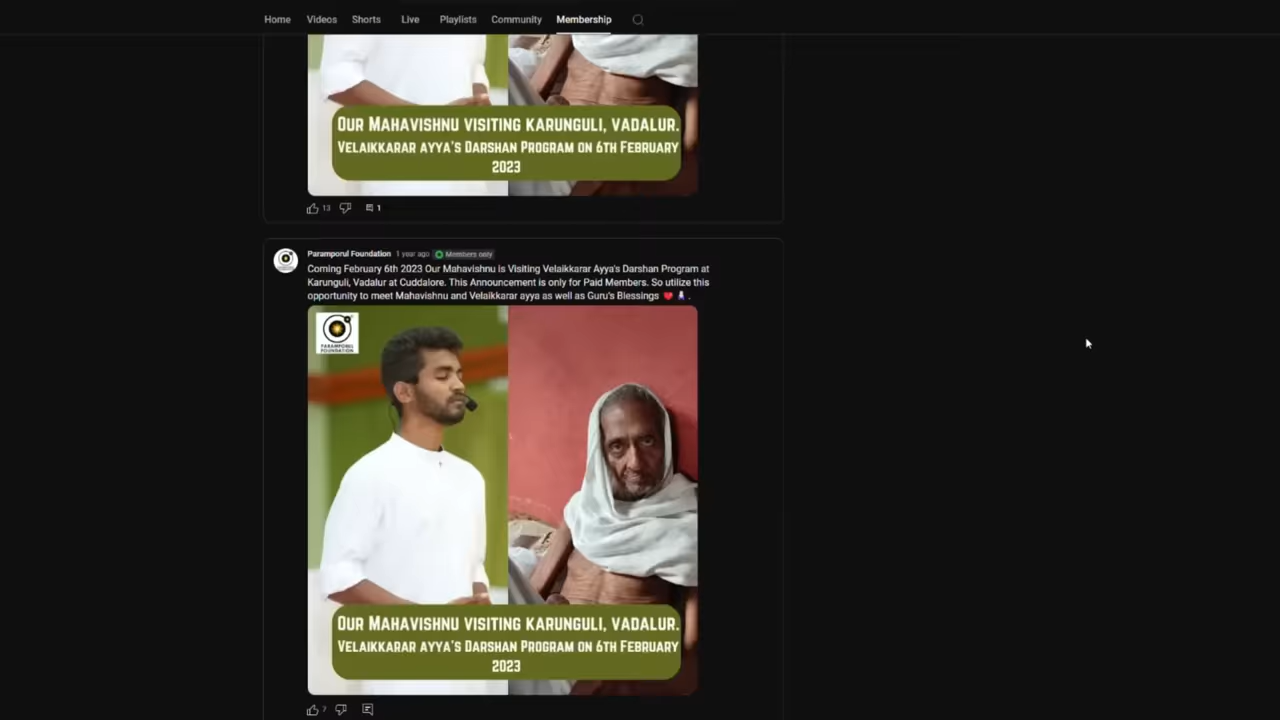 Home Videos Shorts Live Playlists Community Membership
OUR MAHAVISHNU VISITING KARUNGULI, VADALUR.
VELAIKKARAR AYYA'S DARSHAN PROGRAM ON 6TH FEBRUARY
2023
13 1
Paramporul Foundation 1 year ago Members only
Coming February 6th 2023 Our Mahavishnu is Visiting Velaikkarar Ayya's Darshan Program at
Karunguli, Vadalur at Cuddalore. This Announcement is only for Paid Members. So utilize this
opportunity to meet Mahavishnu and Velaikkarar ayya as well as Guru's Blessings ❤️ 🧘 .
PARAMPORUL
FOUNDATION
OUR MAHAVISHNU VISITING KARUNGULI, VADALUR.
VELAIKKARAR AYYA'S DARSHAN PROGRAM ON 6TH FEBRUARY
2023
7